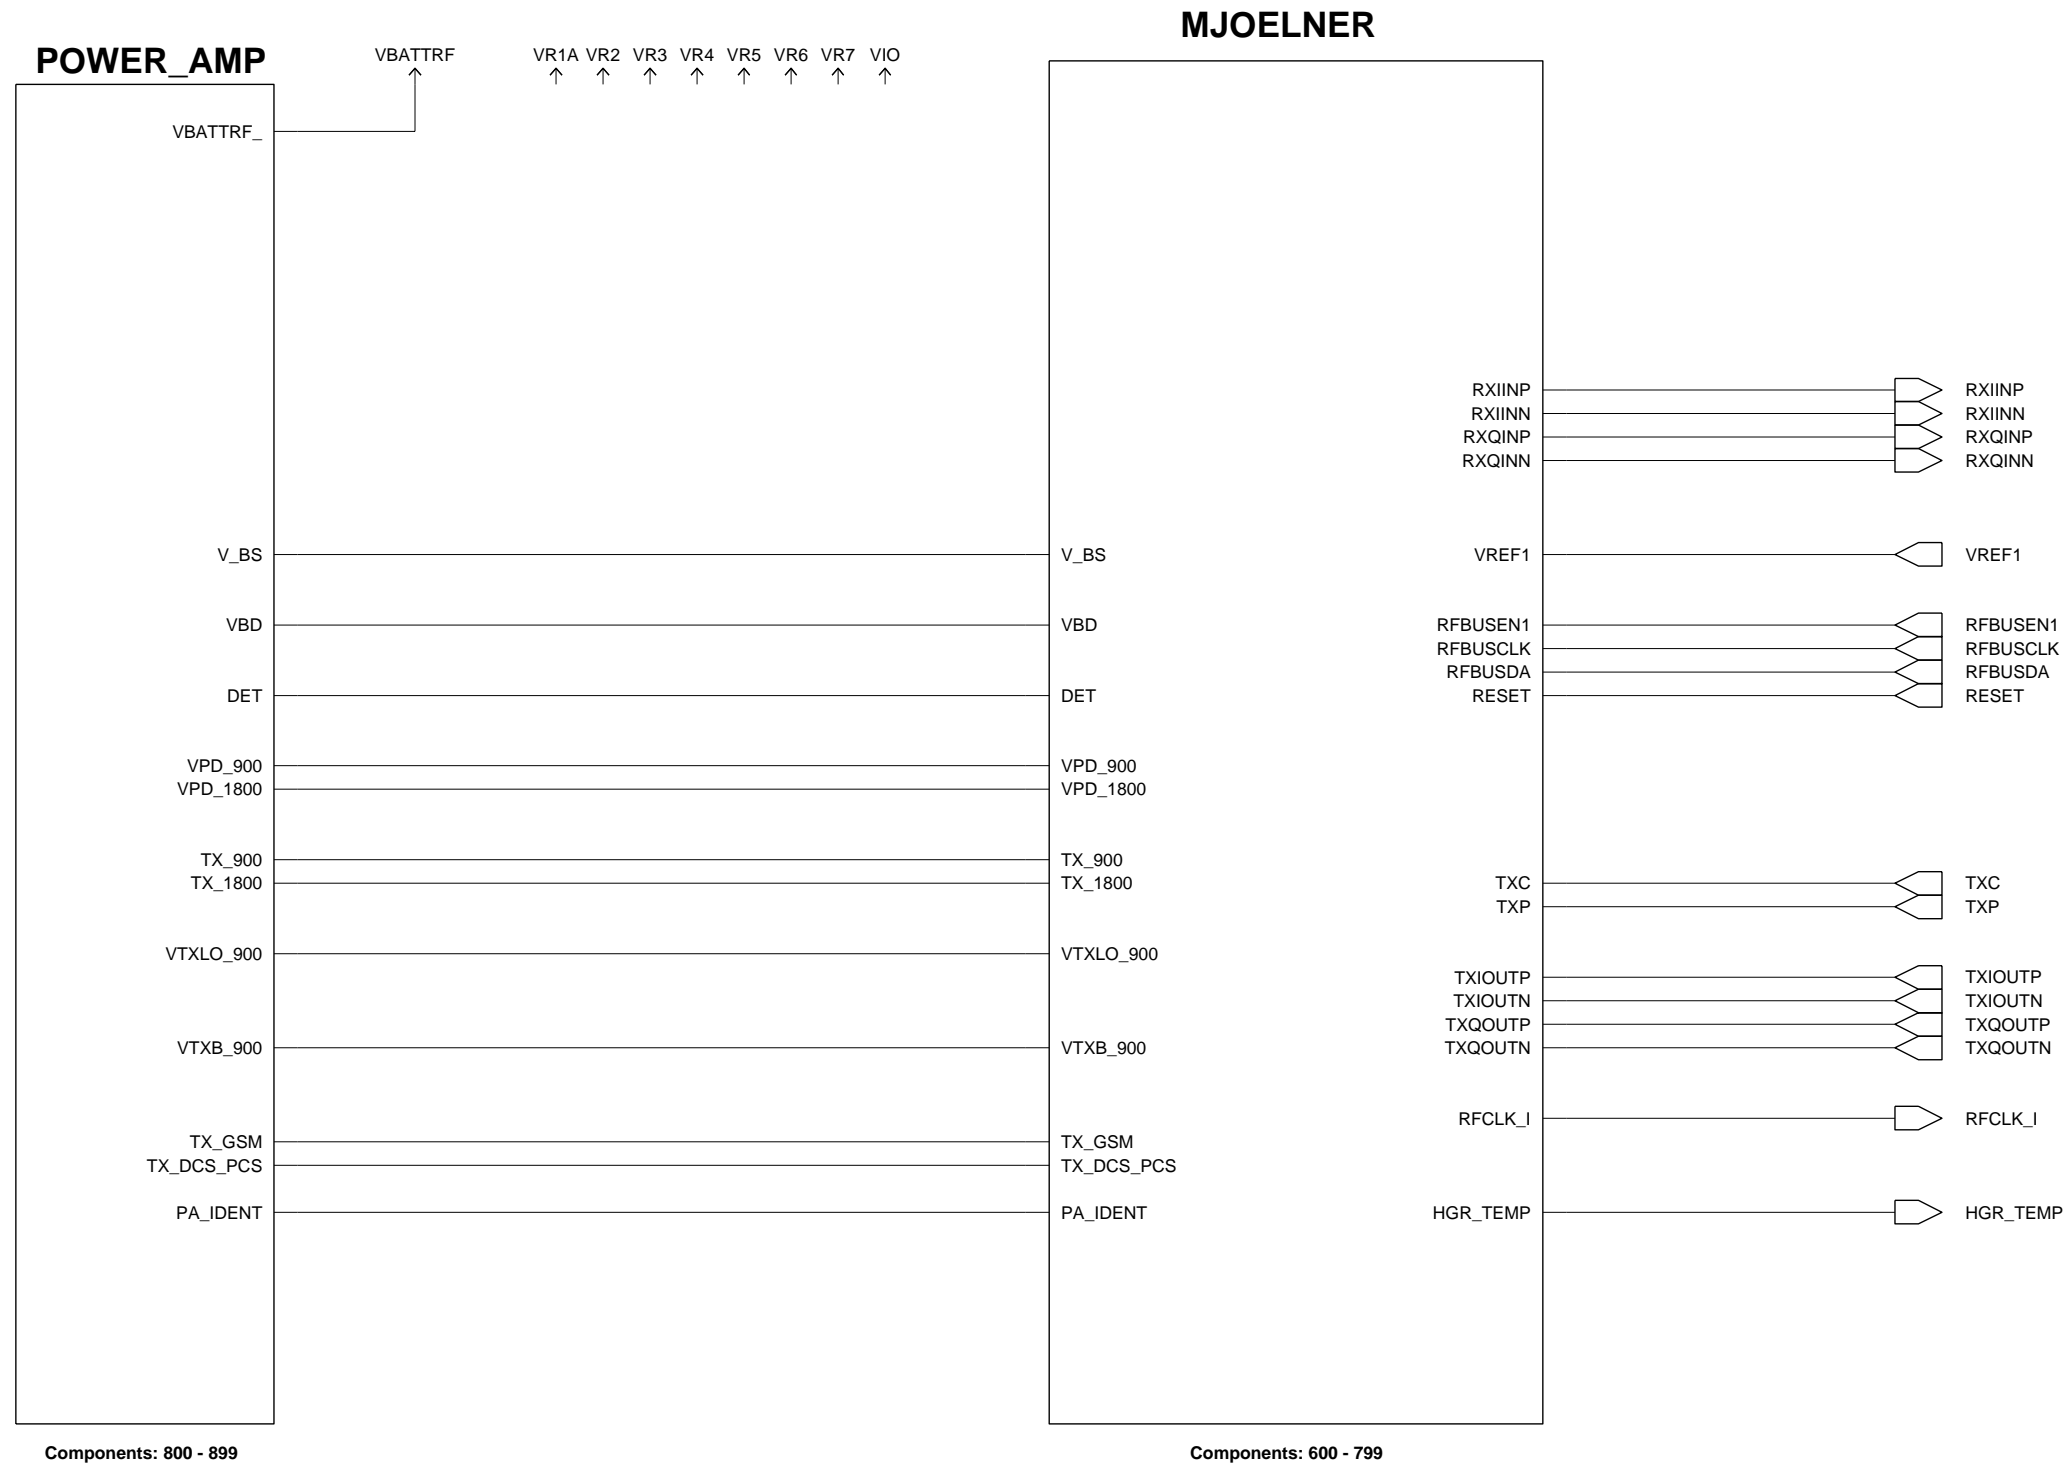 MJOELNER
POWER_AMP
VBATTRF
VR1A VR2 VR3 VR4 VR5 VR6 VR7 VIO
VBATTRF_
RXIINP RXIINP
RXIINN RXIINN
RXQINP RXQINP
RXQINN RXQINN
V_BS V_BS VREF1 VREF1
VBD VBD RFBUSEN1 RFBUSEN1
RFBUSCLK RFBUSCLK
RFBUSDA RFBUSDA
DET DET RESET RESET
VPD_900 VPD_900
VPD_1800 VPD_1800
TX_900 TX_900
TX_1800 TX_1800 TXC TXC
TXP TXP
VTXLO_900 VTXLO_900
TXIOUTP TXIOUTP
TXIOUTN TXIOUTN
TXQOUTP TXQOUTP
VTXB_900 VTXB_900 TXQOUTN TXQOUTN
RFCLK_I RFCLK_I
TX_GSM TX_GSM
TX_DCS_PCS TX_DCS_PCS
PA_IDENT PA_IDENT HGR_TEMP HGR_TEMP
Components: 800 - 899 Components: 600 - 799